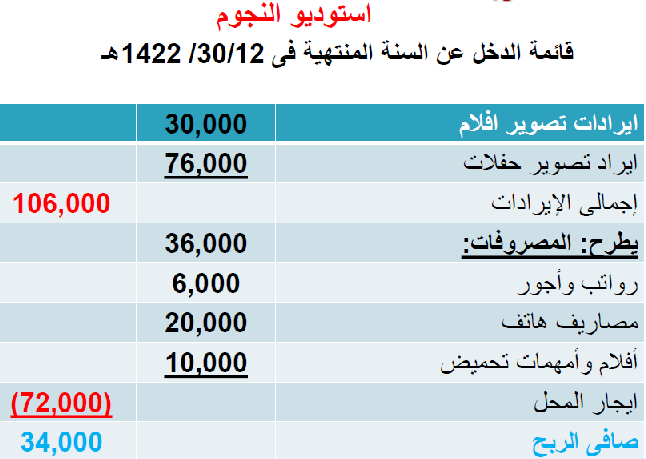 استوديو النجوم
قائمة الدخل عن السنة المنتهية فى 30/12/ 1422هـ
ايرادات تصوير افلام 30,000
ايراد تصوير حفلات 76,000
إجمالى الإيرادات 106,000
يطرح: المصروفات: 36,000
رواتب وأجور 6,000
مصاريف هاتف 20,000
أفلام وأمهمات تحميض 10,000
ايجار المحل (72,000)
صافى الربح 34,000